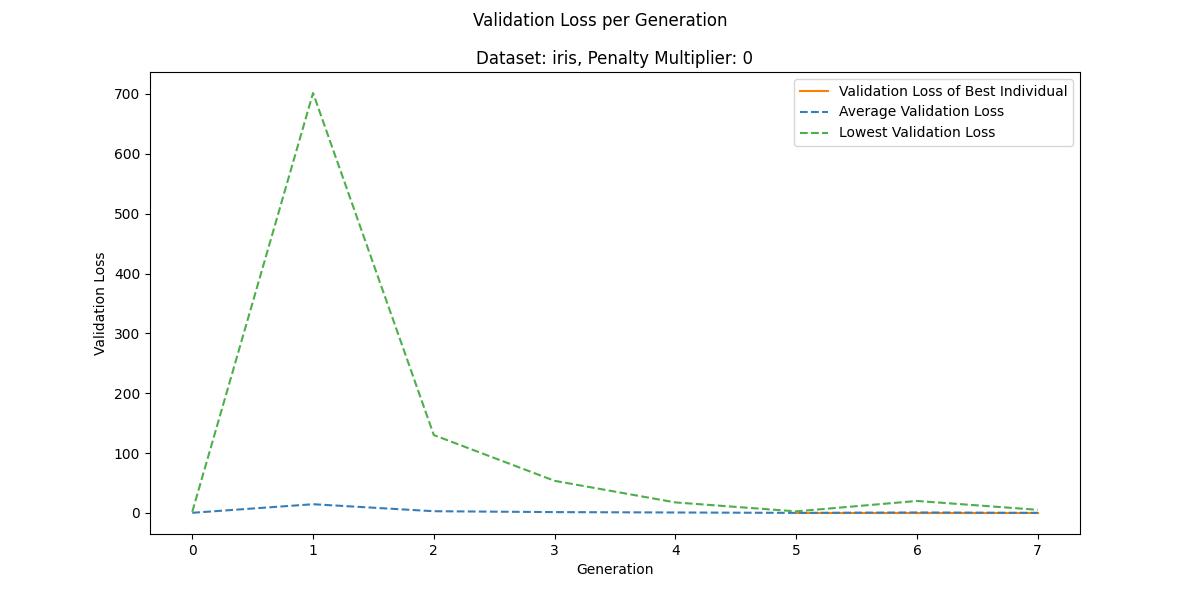 Validation Loss per Generation
Dataset: iris, Penalty Multiplier: 0
Validation Loss of Best Individual
Average Validation Loss
Lowest Validation Loss
700
600
500
400
300
200
100
0
Validation Loss
0 1 2 3 4 5 6 7
Generation